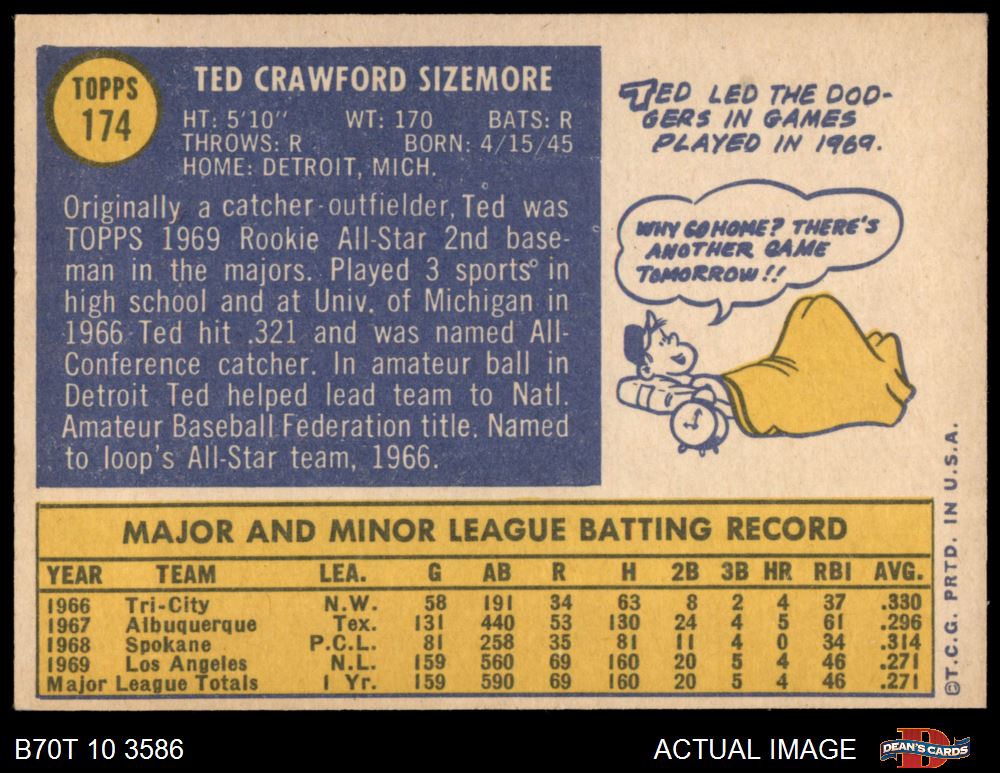 TOPPS
174
TED CRAWFORD SIZEMORE
HT: 5'10" WT: 170 BATS: R
THROWS: R BORN: 4/15/45
HOME: DETROIT, MICH.
Originally a catcher-outfielder, Ted was
TOPPS 1969 Rookie All-Star 2nd base-
man in the majors. Played 3 sports in
high school and at Univ. of Michigan in
1966 Ted hit .321 and was named All-
Conference catcher. In amateur ball in
Detroit Ted helped lead team to Natl.
Amateur Baseball Federation title. Named
to loop's All-Star team, 1966.
TED LED THE DOD-
GERS IN GAMES
PLAYED IN 1969.
WHY GO HOME? THERE'S
ANOTHER GAME
TOMORROW!!
MAJOR AND MINOR LEAGUE BATTING RECORD
YEAR TEAM LEA. G AB R H 2B 3B HR RBI AVG.
1966 Tri-City N.W. 58 191 34 63 8 2 4 37 .330
1967 Albuquerque Tex. 131 440 53 130 24 4 5 61 .296
1968 Spokane P.C.L. 81 258 35 81 11 4 0 34 .314
1969 Los Angeles N.L. 159 560 69 160 20 5 4 46 .271
Major League Totals 1 Yr. 159 590 69 160 20 5 4 46 .271
©T.C.G. PRTD. IN U.S.A.
B70T 10 3586
ACTUAL IMAGE
D
DEAN'S CARDS